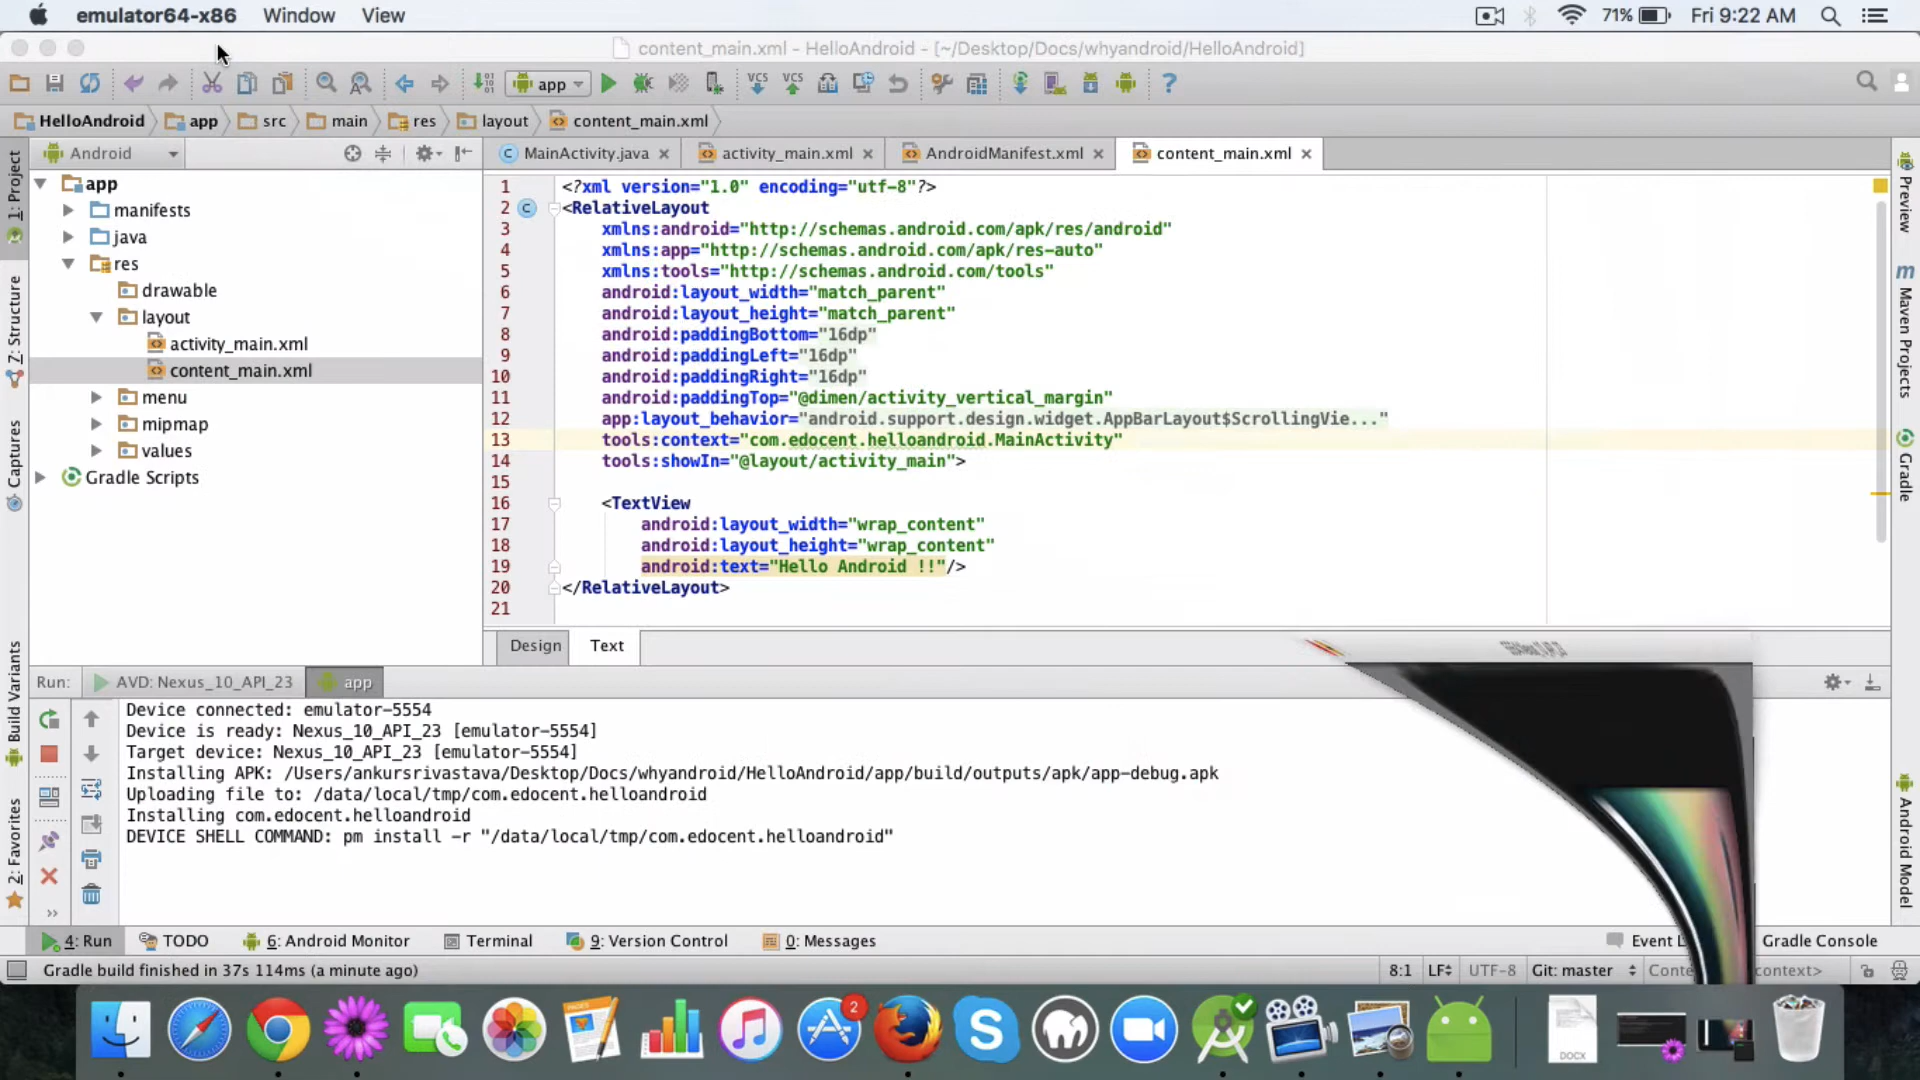 emulator64-x86 Window View 71% Fri 9:22 AM
content_main.xml - HelloAndroid - [~/Desktop/Docs/whyandroid/HelloAndroid]
app VCS VCS ?
HelloAndroid app src main res layout content_main.xml
Android MainActivity.java activity_main.xml AndroidManifest.xml content_main.xml
1: Project
Z: Structure
Captures
Build Variants
2: Favorites
app
manifests
java
res
drawable
layout
activity_main.xml
content_main.xml
menu
mipmap
values
Gradle Scripts
1 <?xml version="1.0" encoding="utf-8"?>
2 C <RelativeLayout
3 xmlns:android="http://schemas.android.com/apk/res/android"
4 xmlns:app="http://schemas.android.com/apk/res-auto"
5 xmlns:tools="http://schemas.android.com/tools"
6 android:layout_width="match_parent"
7 android:layout_height="match_parent"
8 android:paddingBottom="16dp"
9 android:paddingLeft="16dp"
10 android:paddingRight="16dp"
11 android:paddingTop="@dimen/activity_vertical_margin"
12 app:layout_behavior="android.support.design.widget.AppBarLayout$ScrollingVie..."
13 tools:context="com.edocent.helloandroid.MainActivity"
14 tools:showIn="@layout/activity_main">
15
16 <TextView
17 android:layout_width="wrap_content"
18 android:layout_height="wrap_content"
19 android:text="Hello Android !!"/>
20 </RelativeLayout>
21
Preview
m Maven Projects
Gradle
Android Model
Design Text
Run: AVD: Nexus_10_API_23 app
Device connected: emulator-5554
Device is ready: Nexus_10_API_23 [emulator-5554]
Target device: Nexus_10_API_23 [emulator-5554]
Installing APK: /Users/ankursrivastava/Desktop/Docs/whyandroid/HelloAndroid/app/build/outputs/apk/app-debug.apk
Uploading file to: /data/local/tmp/com.edocent.helloandroid
Installing com.edocent.helloandroid
DEVICE SHELL COMMAND: pm install -r "/data/local/tmp/com.edocent.helloandroid"
4: Run TODO 6: Android Monitor Terminal 9: Version Control 0: Messages Event Gradle Console
Gradle build finished in 37s 114ms (a minute ago) 8:1 LF UTF-8 Git: master Conte context>
2
S
DOCX